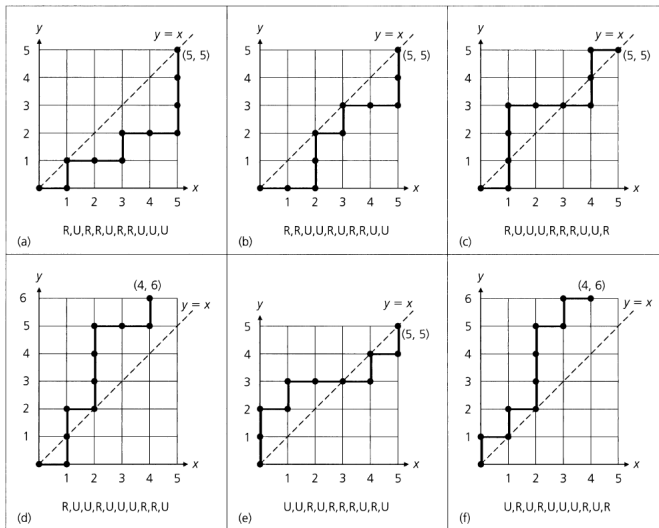 y
y = x
(5, 5)
5
4
3
2
1
1 2 3 4 5
x
R,U,R,R,U,R,R,U,U,U
(a)
y
y = x
(5, 5)
5
4
3
2
1
1 2 3 4 5
x
R,R,U,U,R,U,R,R,U,U
(b)
y
y = x
(5, 5)
5
4
3
2
1
1 2 3 4 5
x
R,U,U,U,R,R,R,U,U,R
(c)
y
(4, 6)
y = x
6
5
4
3
2
1
1 2 3 4 5
x
R,U,U,R,U,U,U,R,R,U
(d)
y
y = x
(5, 5)
5
4
3
2
1
1 2 3 4 5
x
U,U,R,U,R,R,R,U,R,U
(e)
y
(4, 6)
y = x
6
5
4
3
2
1
1 2 3 4 5
x
U,R,U,R,U,U,U,R,U,R
(f)